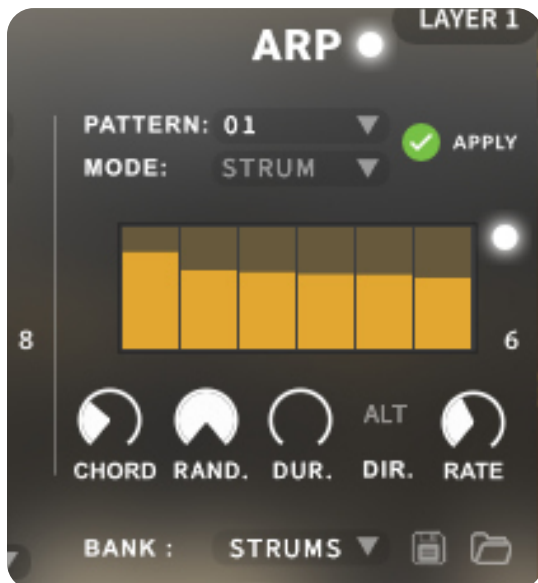 LAYER 1
ARP
PATTERN: 01
APPLY
MODE: STRUM
8
6
ALT
CHORD RAND. DUR. DIR. RATE
BANK : STRUMS